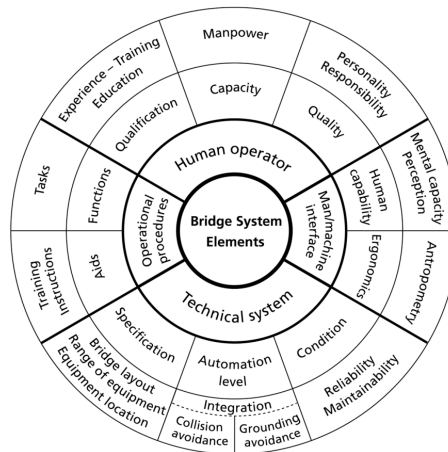 Manpower
Experience – Training
Education
Personality
Responsibility
Capacity
Qualification
Quality
Human operator
Tasks
Functions
Operational
procedures
Bridge System
Elements
Man/machine
interface
Human
capability
Mental capacity
Perception
Training
Instructions
Aids
Ergonomics
Antropometry
Technical system
Specification
Automation
level
Condition
Bridge layout
Range of equipment
Equipment location
Integration
Collision
avoidance
Grounding
avoidance
Reliability
Maintainability